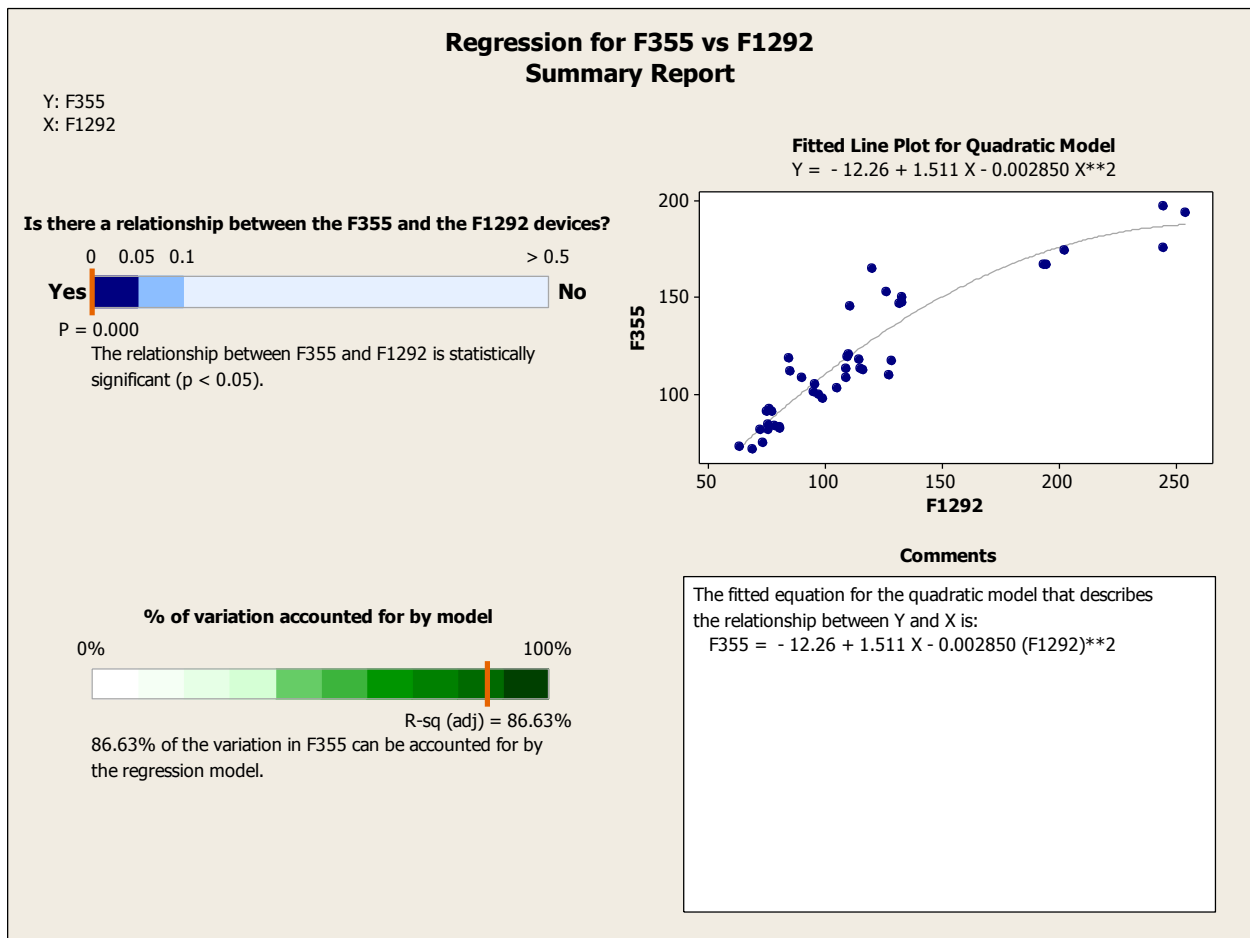 Regression for F355 vs F1292
Summary Report
Y: F355
X: F1292
Is there a relationship between the F355 and the F1292 devices?
0 0.05 0.1 > 0.5
Yes No
P = 0.000
The relationship between F355 and F1292 is statistically
significant (p < 0.05).
% of variation accounted for by model
0% 100%
R-sq (adj) = 86.63%
86.63% of the variation in F355 can be accounted for by
the regression model.
Fitted Line Plot for Quadratic Model
Y = - 12.26 + 1.511 X - 0.002850 X**2
200
150
100
F355
50 100 150 200 250
F1292
Comments
The fitted equation for the quadratic model that describes
the relationship between Y and X is:
F355 = - 12.26 + 1.511 X - 0.002850 (F1292)**2